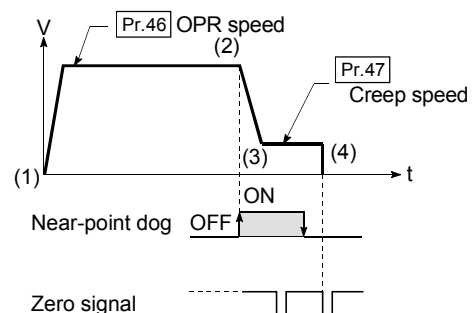 Pr.46 OPR speed
V
(2)
Pr.47
Creep speed
(3)
(4)
(1)
t
ON
Near-point dog OFF
Zero signal